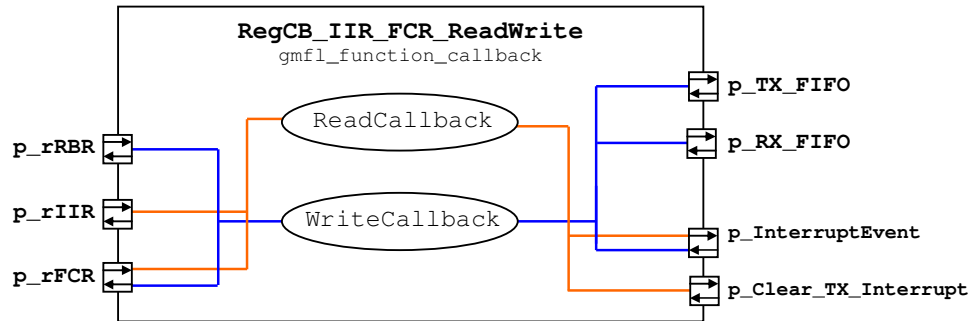 RegCB_IIR_FCR_ReadWrite
gmfl_function_callback
p_TX_FIFO
ReadCallback
p_RX_FIFO
p_rRBR
p_rIIR
WriteCallback
p_InterruptEvent
p_rFCR
p_Clear_TX_Interrupt